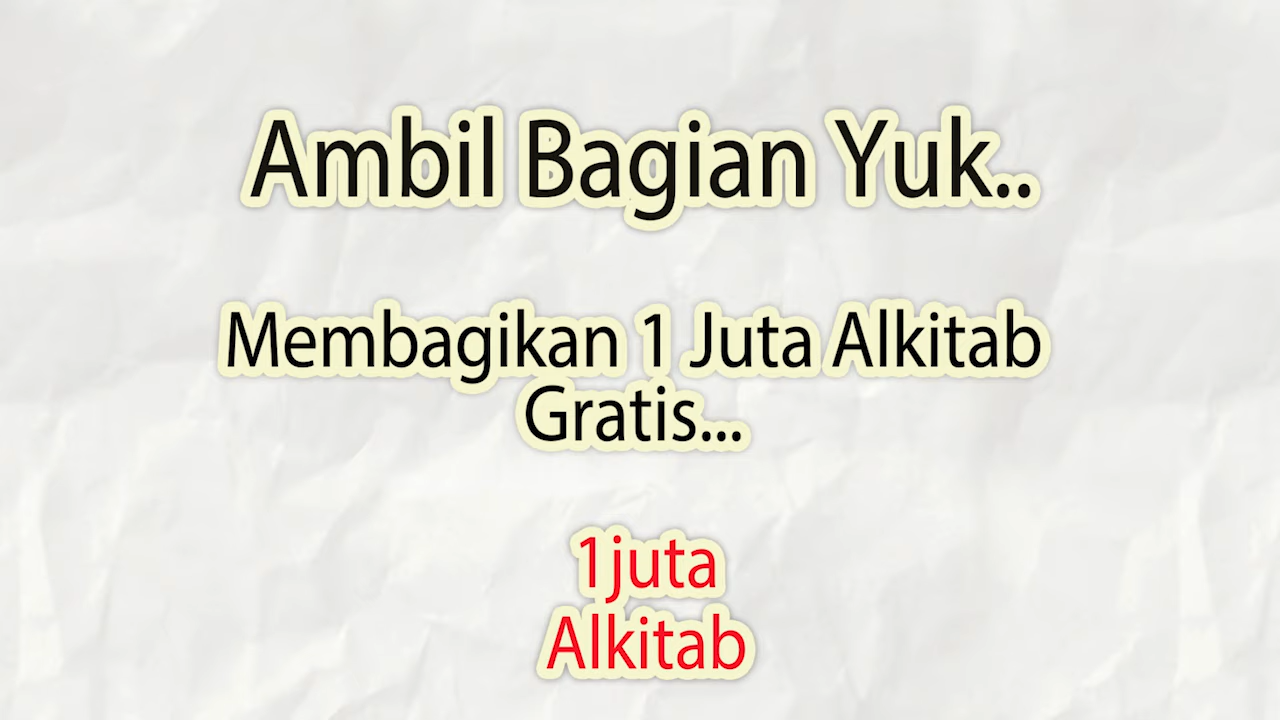 Ambil Bagian Yuk..
Membagikan 1 Juta Alkitab
Gratis...
1juta
Alkitab